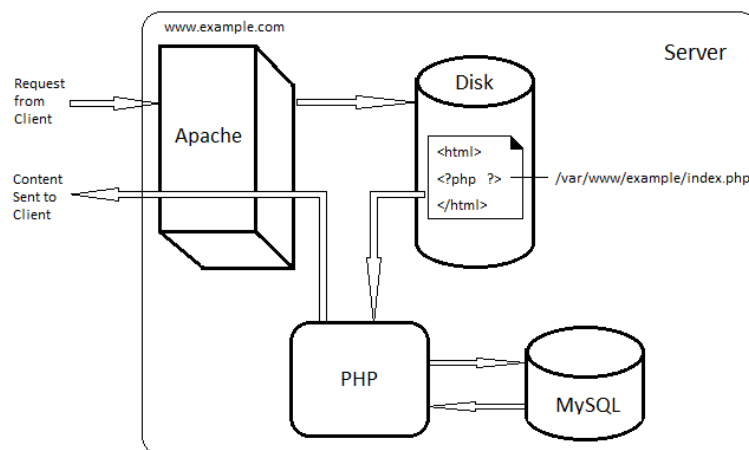 www.example.com
Server
Request
from
Client
Apache
Disk
<html>
<?php ?>
</html>
/var/www/example/index.php
Content
Sent to
Client
PHP
MySQL